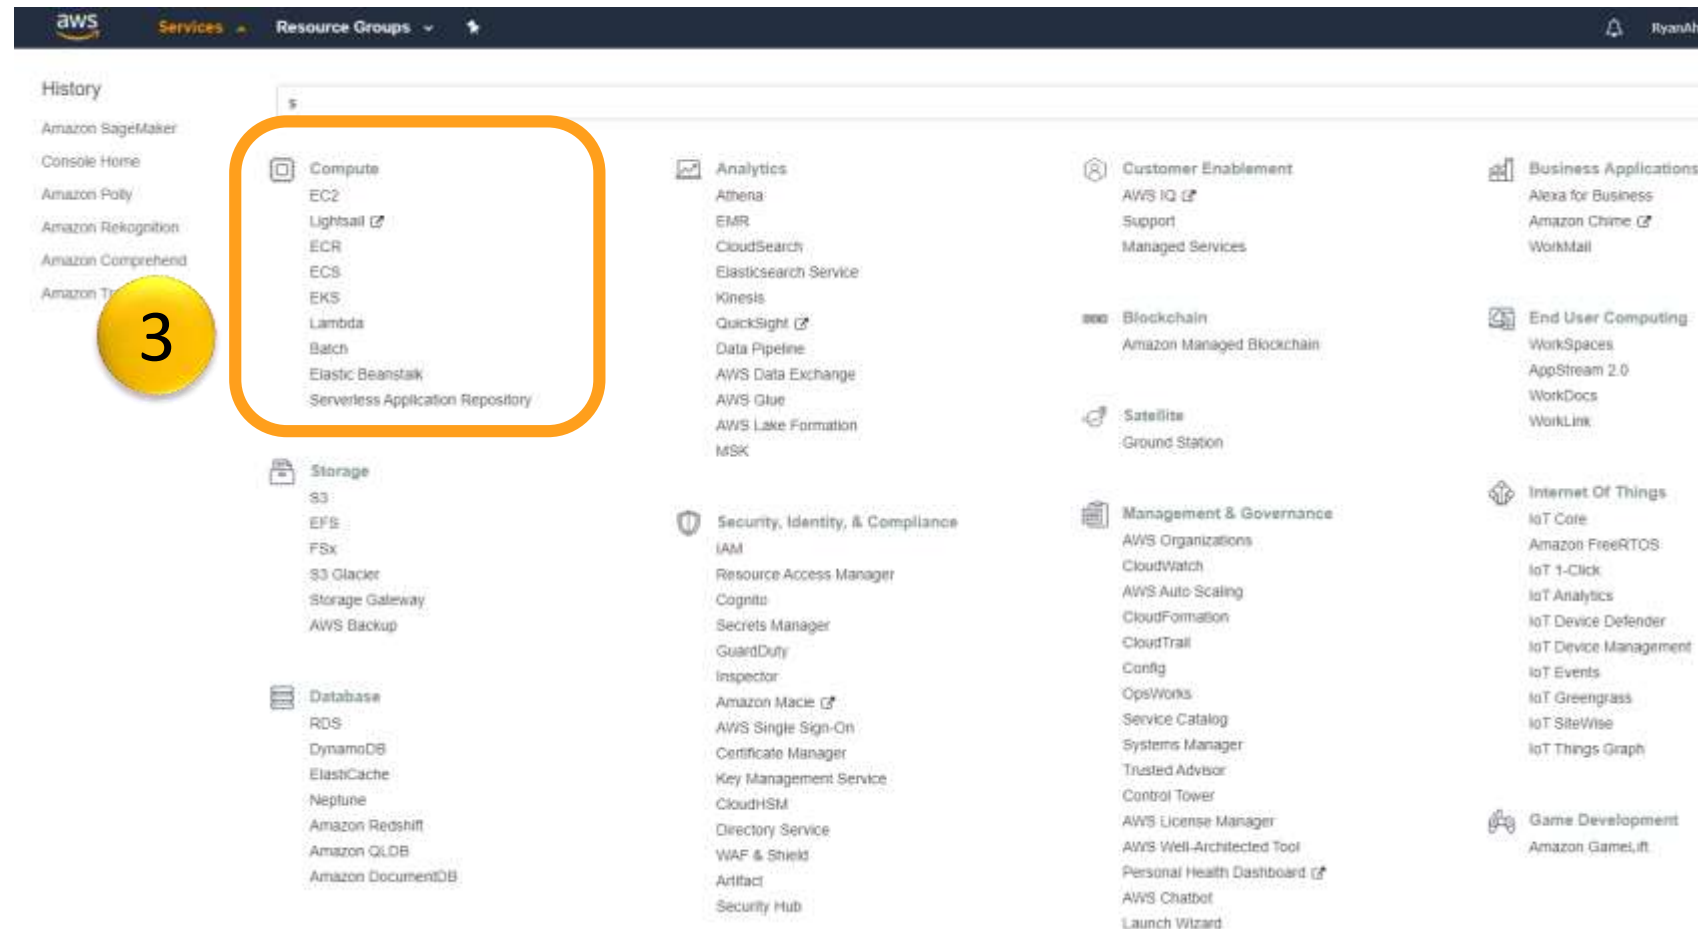 aws
Services
Resource Groups
RyanAh
History
s
Amazon SageMaker
Console Home
Amazon Polly
Amazon Rekognition
Amazon Comprehend
Amazon
3
Compute
EC2
Lightsail
ECR
ECS
EKS
Lambda
Batch
Elastic Beanstalk
Serverless Application Repository
Storage
S3
EFS
FSx
S3 Glacier
Storage Gateway
AWS Backup
Database
RDS
DynamoDB
ElastiCache
Neptune
Amazon Redshift
Amazon QLDB
Amazon DocumentDB
Analytics
Athena
EMR
CloudSearch
Elasticsearch Service
Kinesis
QuickSight
Data Pipeline
AWS Data Exchange
AWS Glue
AWS Lake Formation
MSK
Security, Identity, & Compliance
IAM
Resource Access Manager
Cognito
Secrets Manager
GuardDuty
Inspector
Amazon Macie
AWS Single Sign-On
Certificate Manager
Key Management Service
CloudHSM
Directory Service
WAF & Shield
Artifact
Security Hub
Customer Enablement
AWS IQ
Support
Managed Services
Blockchain
Amazon Managed Blockchain
Satellite
Ground Station
Management & Governance
AWS Organizations
CloudWatch
AWS Auto Scaling
CloudFormation
CloudTrail
Config
OpsWorks
Service Catalog
Systems Manager
Trusted Advisor
Control Tower
AWS License Manager
AWS Well-Architected Tool
Personal Health Dashboard
AWS Chatbot
Launch Wizard
Business Applications
Alexa for Business
Amazon Chime
WorkMail
End User Computing
WorkSpaces
AppStream 2.0
WorkDocs
WorkLink
Internet Of Things
IoT Core
Amazon FreeRTOS
IoT 1-Click
IoT Analytics
IoT Device Defender
IoT Device Management
IoT Events
IoT Greengrass
IoT SiteWise
IoT Things Graph
Game Development
Amazon GameLift